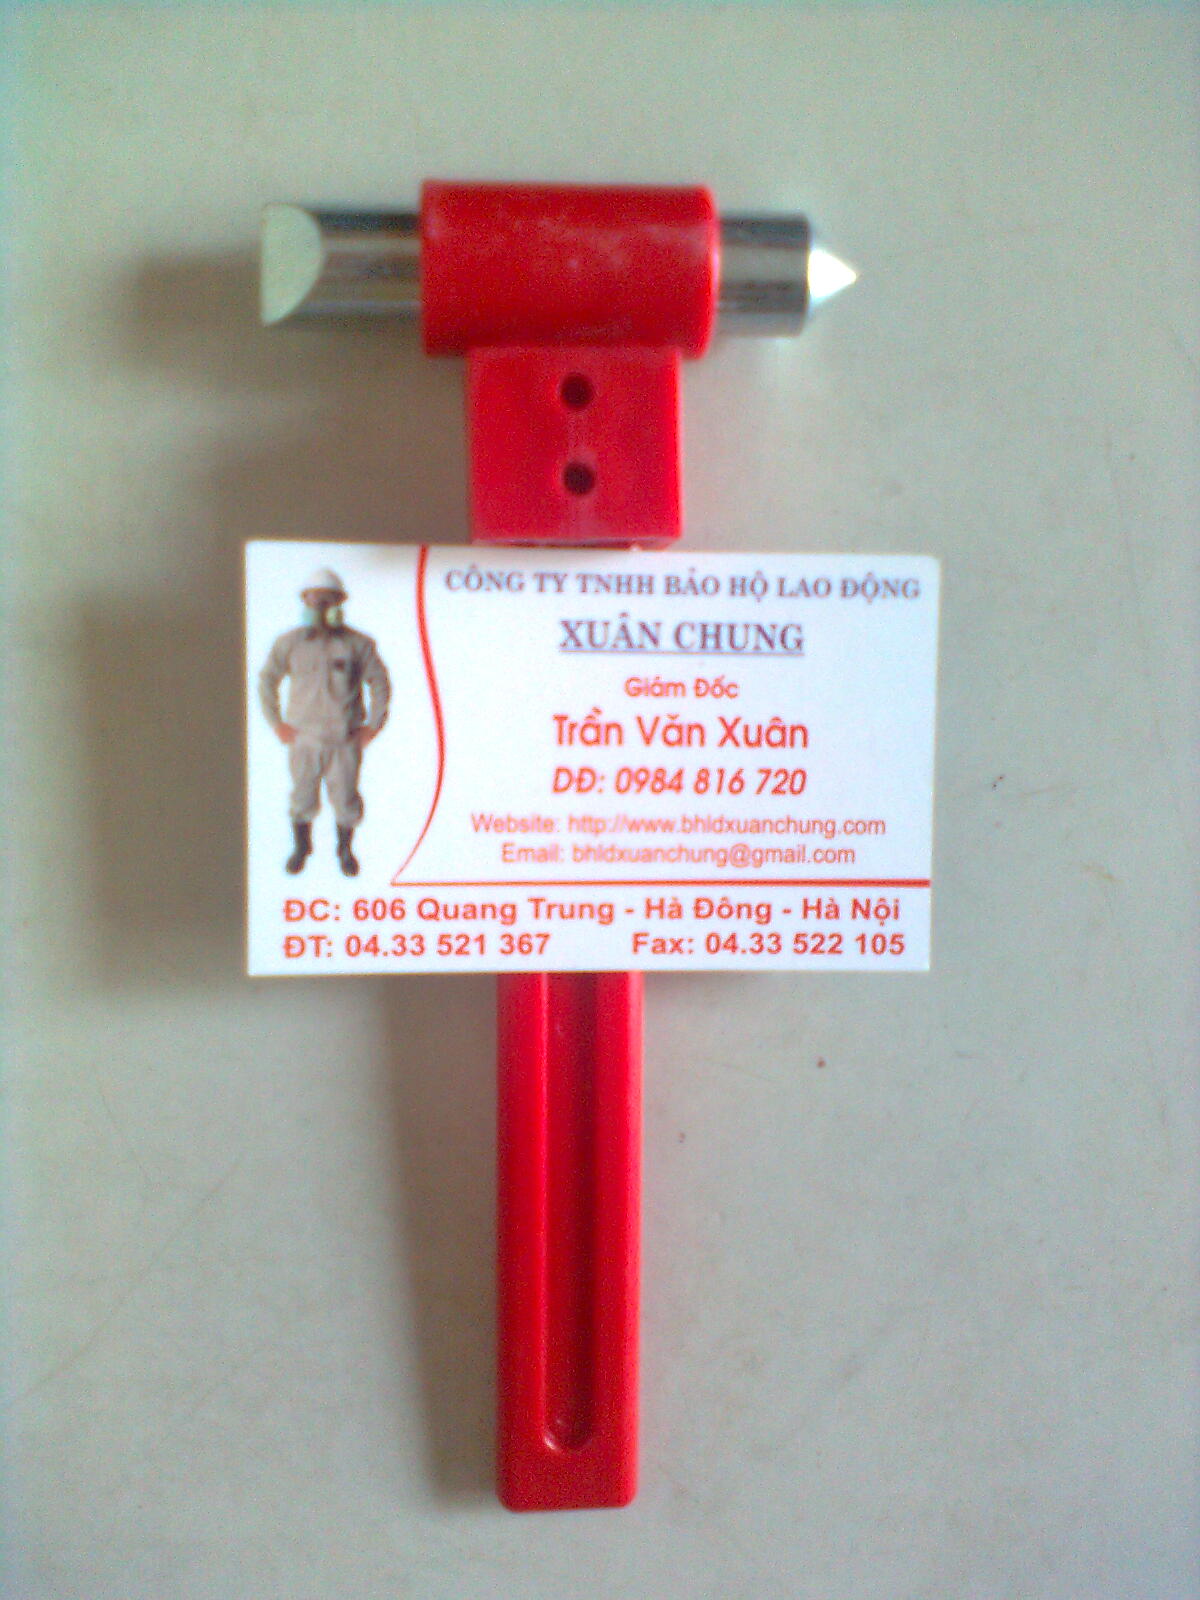 CÔNG TY TNHH BẢO HỘ LAO ĐỘNG
XUÂN CHUNG
Giám Đốc
Trần Văn Xuân
DĐ: 0984 816 720
Website: http://www.bhldxuanchung.com
Email: bhldxuanchung@gmail.com
ĐC: 606 Quang Trung - Hà Đông - Hà Nội
ĐT: 04.33 521 367 Fax: 04.33 522 105